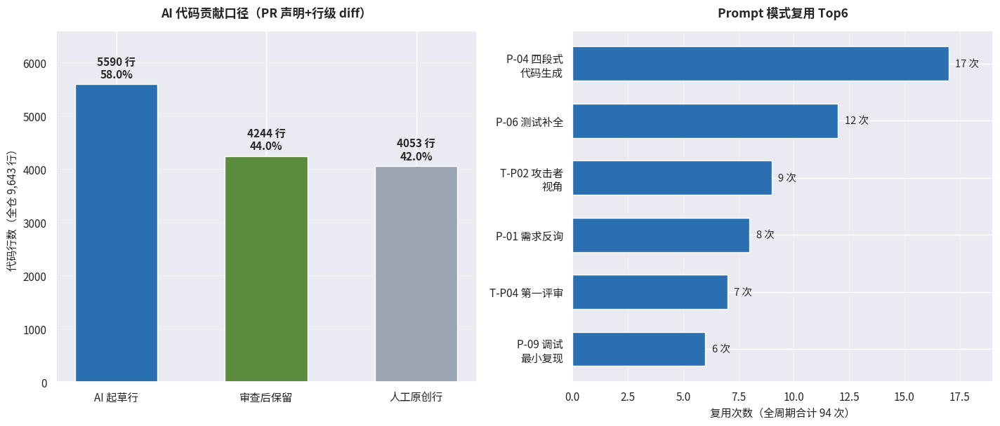 AI 代码贡献口径（PR 声明+行级 diff）
代码行数（全仓 9,643 行）
6000
5000
4000
3000
2000
1000
0
5590 行
58.0%
4244 行
44.0%
4053 行
42.0%
AI 起草行
审查后保留
人工原创行
Prompt 模式复用 Top6
P-04 四段式
代码生成
17 次
P-06 测试补全
12 次
T-P02 攻击者
视角
9 次
P-01 需求反询
8 次
T-P04 第一评审
7 次
P-09 调试
最小复现
6 次
0.0 2.5 5.0 7.5 10.0 12.5 15.0 17.5
复用次数（全周期合计 94 次）